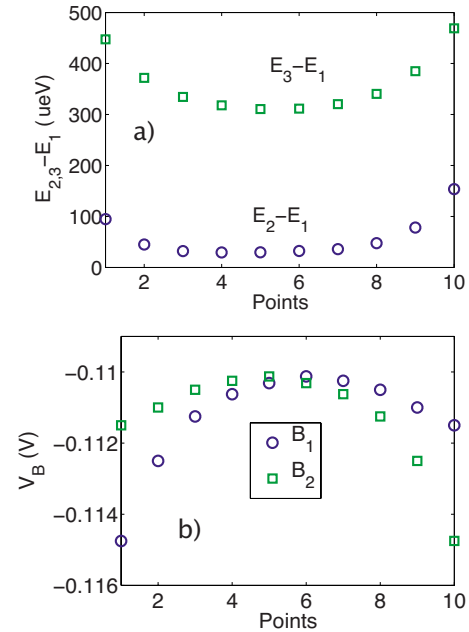 500
400
300
200
100
0
E2,3−E1 (ueV)
E3−E1
a)
E2−E1
2 4 6 8 10
Points
−0.11
−0.112
−0.114
−0.116
VB (V)
B1
B2
b)
2 4 6 8 10
Points